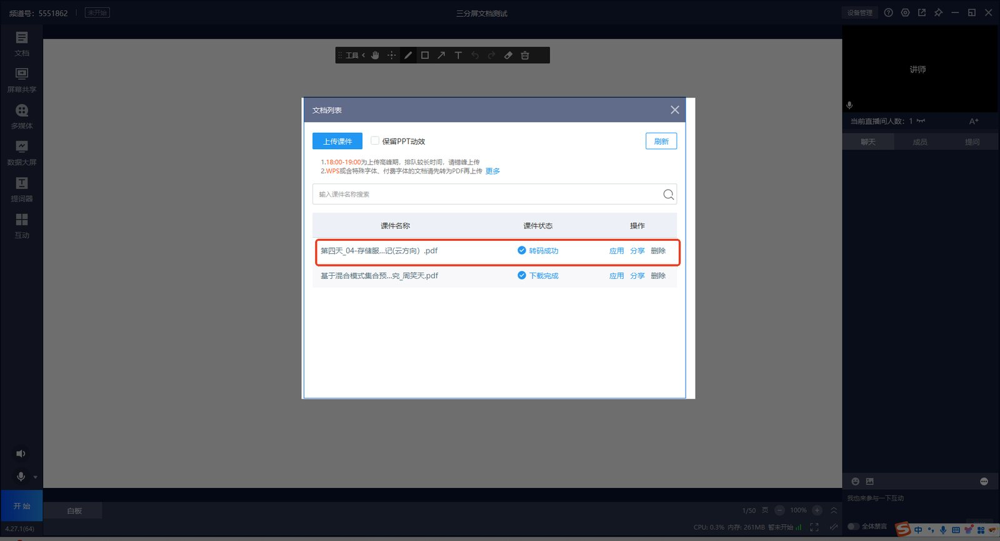 频道号：5551862
未开始
三分屏文档测试
设备管理
文档
屏幕共享
多媒体
数据大屏
提词器
互动
工具
讲师
当前直播间人数：1
A+
聊天 成员 提问
文档列表
上传课件 保留PPT动效 刷新
1.18:00-19:00为上传高峰期，排队较长时间，请错峰上传
2.WPS或含特殊字体、付费字体的文档请先转为PDF再上传 更多
输入课件名称搜索
课件名称 课件状态 操作
第四天_04-存储服...记(云方向）.pdf 转码成功 应用 分享 删除
基于混合模式集合预...究_周笑天.pdf 下载完成 应用 分享 删除
我也来参与一下互动
开始
白板
1/50 页 100%
4.27.1(64)
CPU: 0.3% 内存: 261MB 暂未开始
全体禁言
中